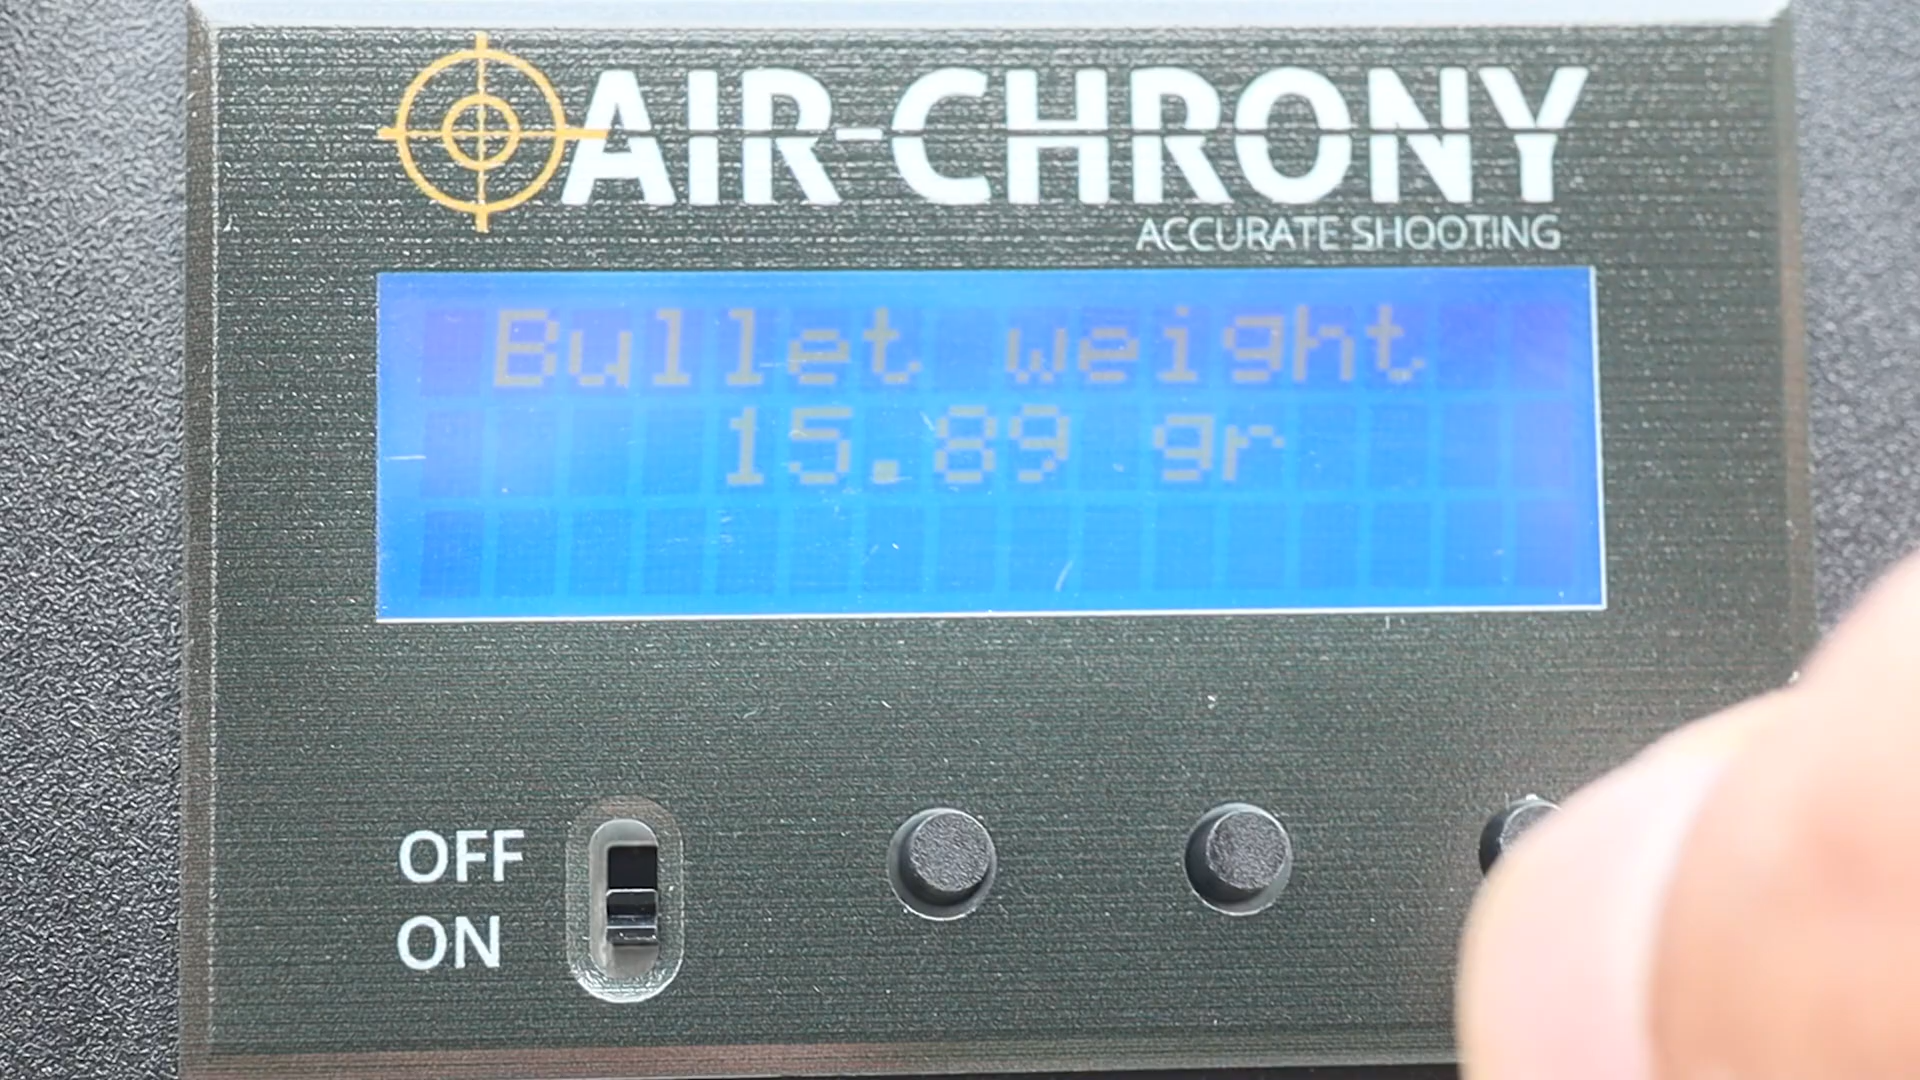 AIR-CHRONY
ACCURATE SHOOTING
Bullet weight
15.89 gr
OFF
ON